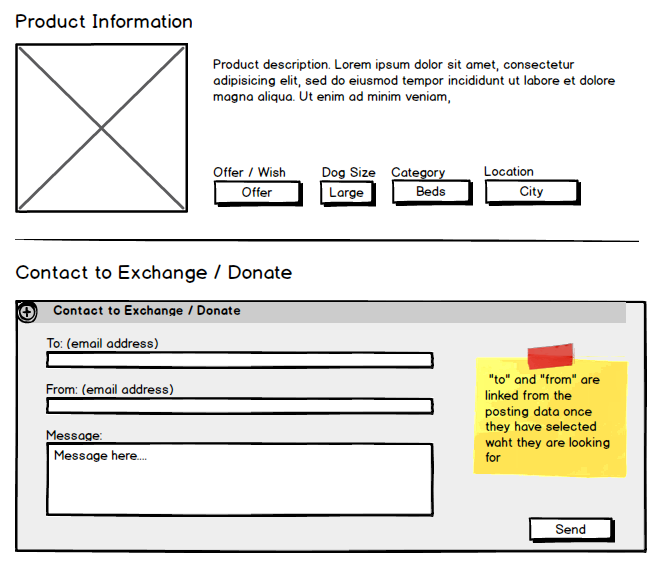 Product Information
Product description. Lorem ipsum dolor sit amet, consectetur
adipisicing elit, sed do eiusmod tempor incididunt ut labore et dolore
magna aliqua. Ut enim ad minim veniam,
Offer / Wish Dog Size Category Location
Offer Large Beds City
Contact to Exchange / Donate
Contact to Exchange / Donate
To: (email address)
From: (email address)
Message:
Message here....
"to" and "from" are
linked from the
posting data once
they have selected
waht they are looking
for
Send